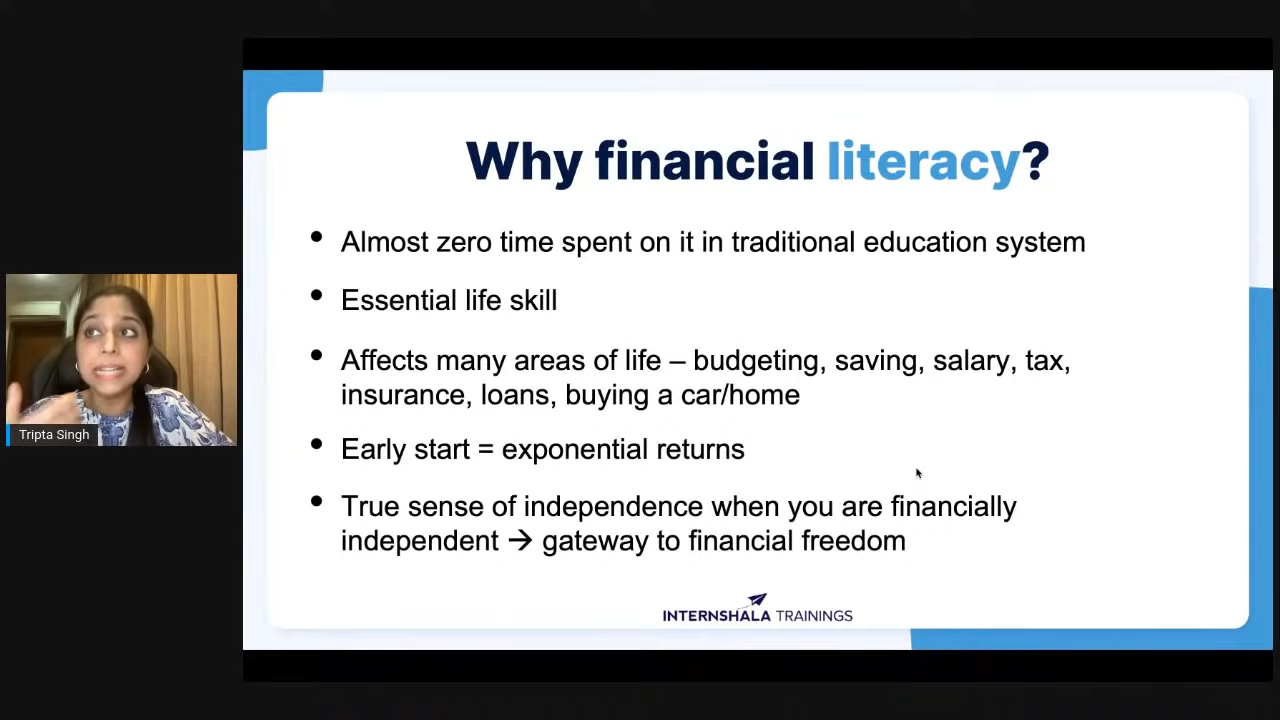 Why financial literacy?
• Almost zero time spent on it in traditional education system
• Essential life skill
• Affects many areas of life – budgeting, saving, salary, tax,
insurance, loans, buying a car/home
• Early start = exponential returns
• True sense of independence when you are financially
independent → gateway to financial freedom
INTERNSHALA TRAININGS
Tripta Singh